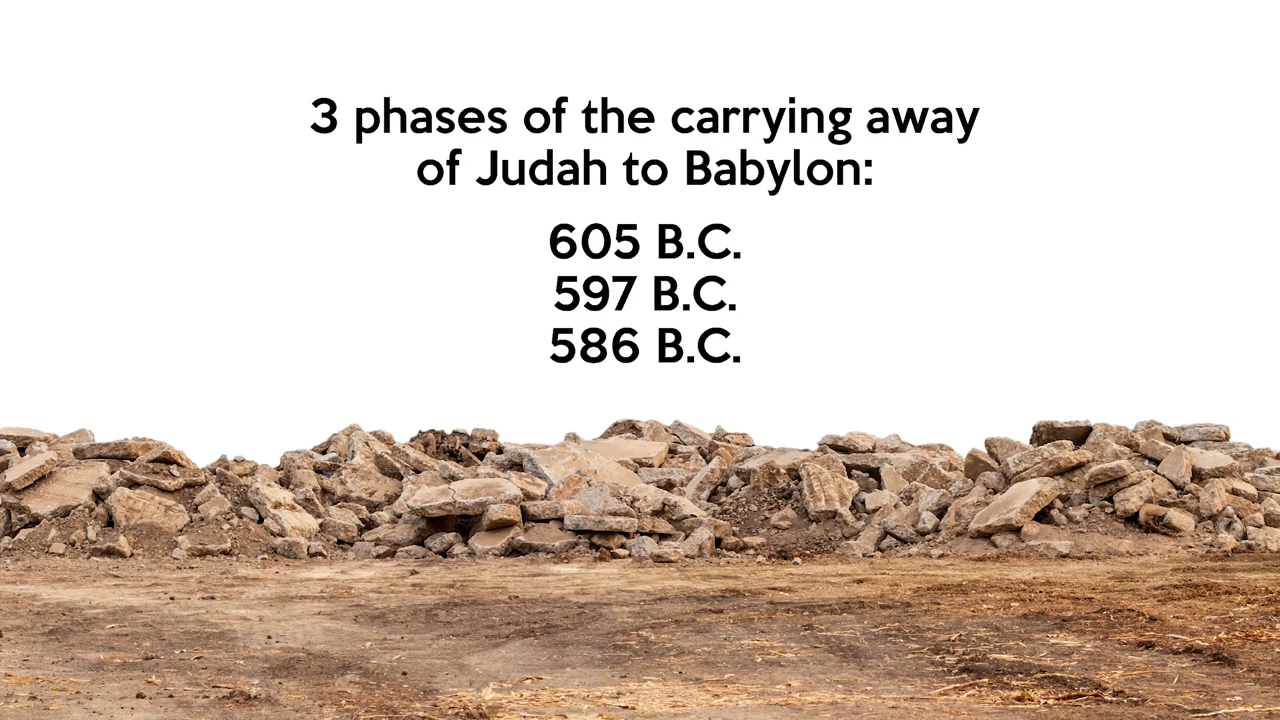 3 phases of the carrying away
of Judah to Babylon:
605 B.C.
597 B.C.
586 B.C.